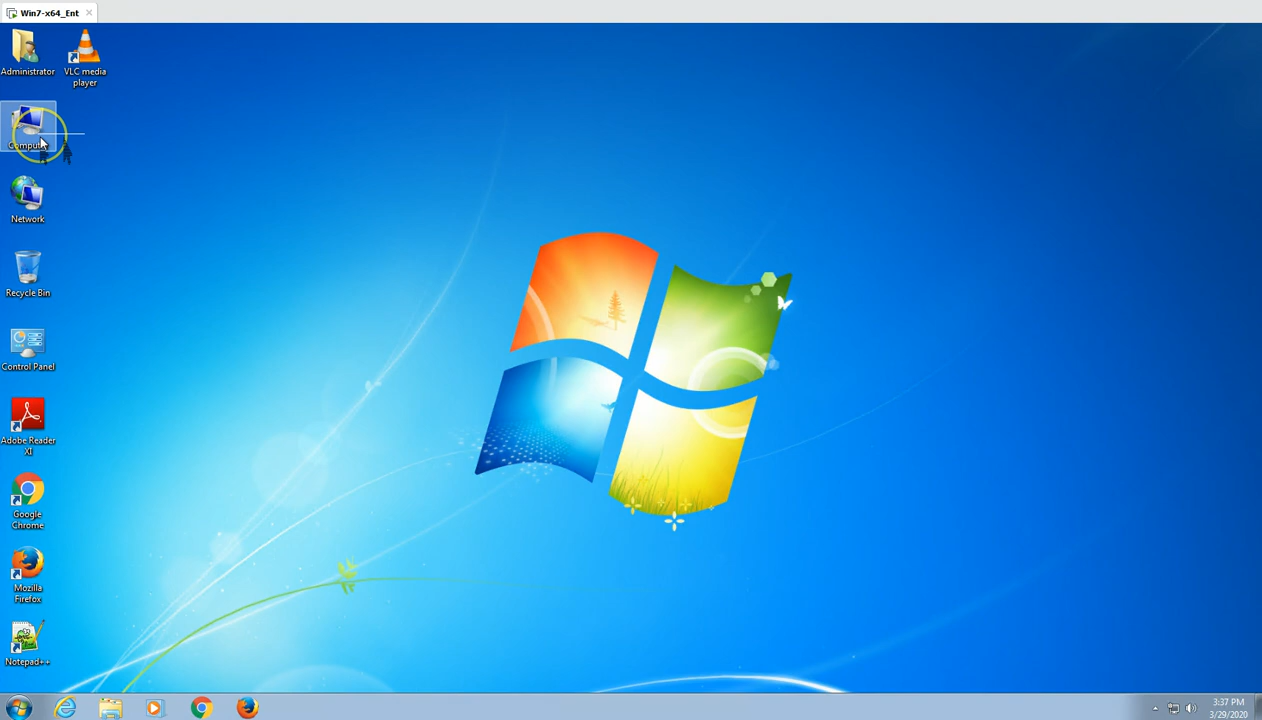 Win7-x64_Ent
Administrator
VLC media
player
Computer
Network
Recycle Bin
Control Panel
Adobe Reader
XI
Google
Chrome
Mozilla
Firefox
Notepad++
3:37 PM
3/29/2020